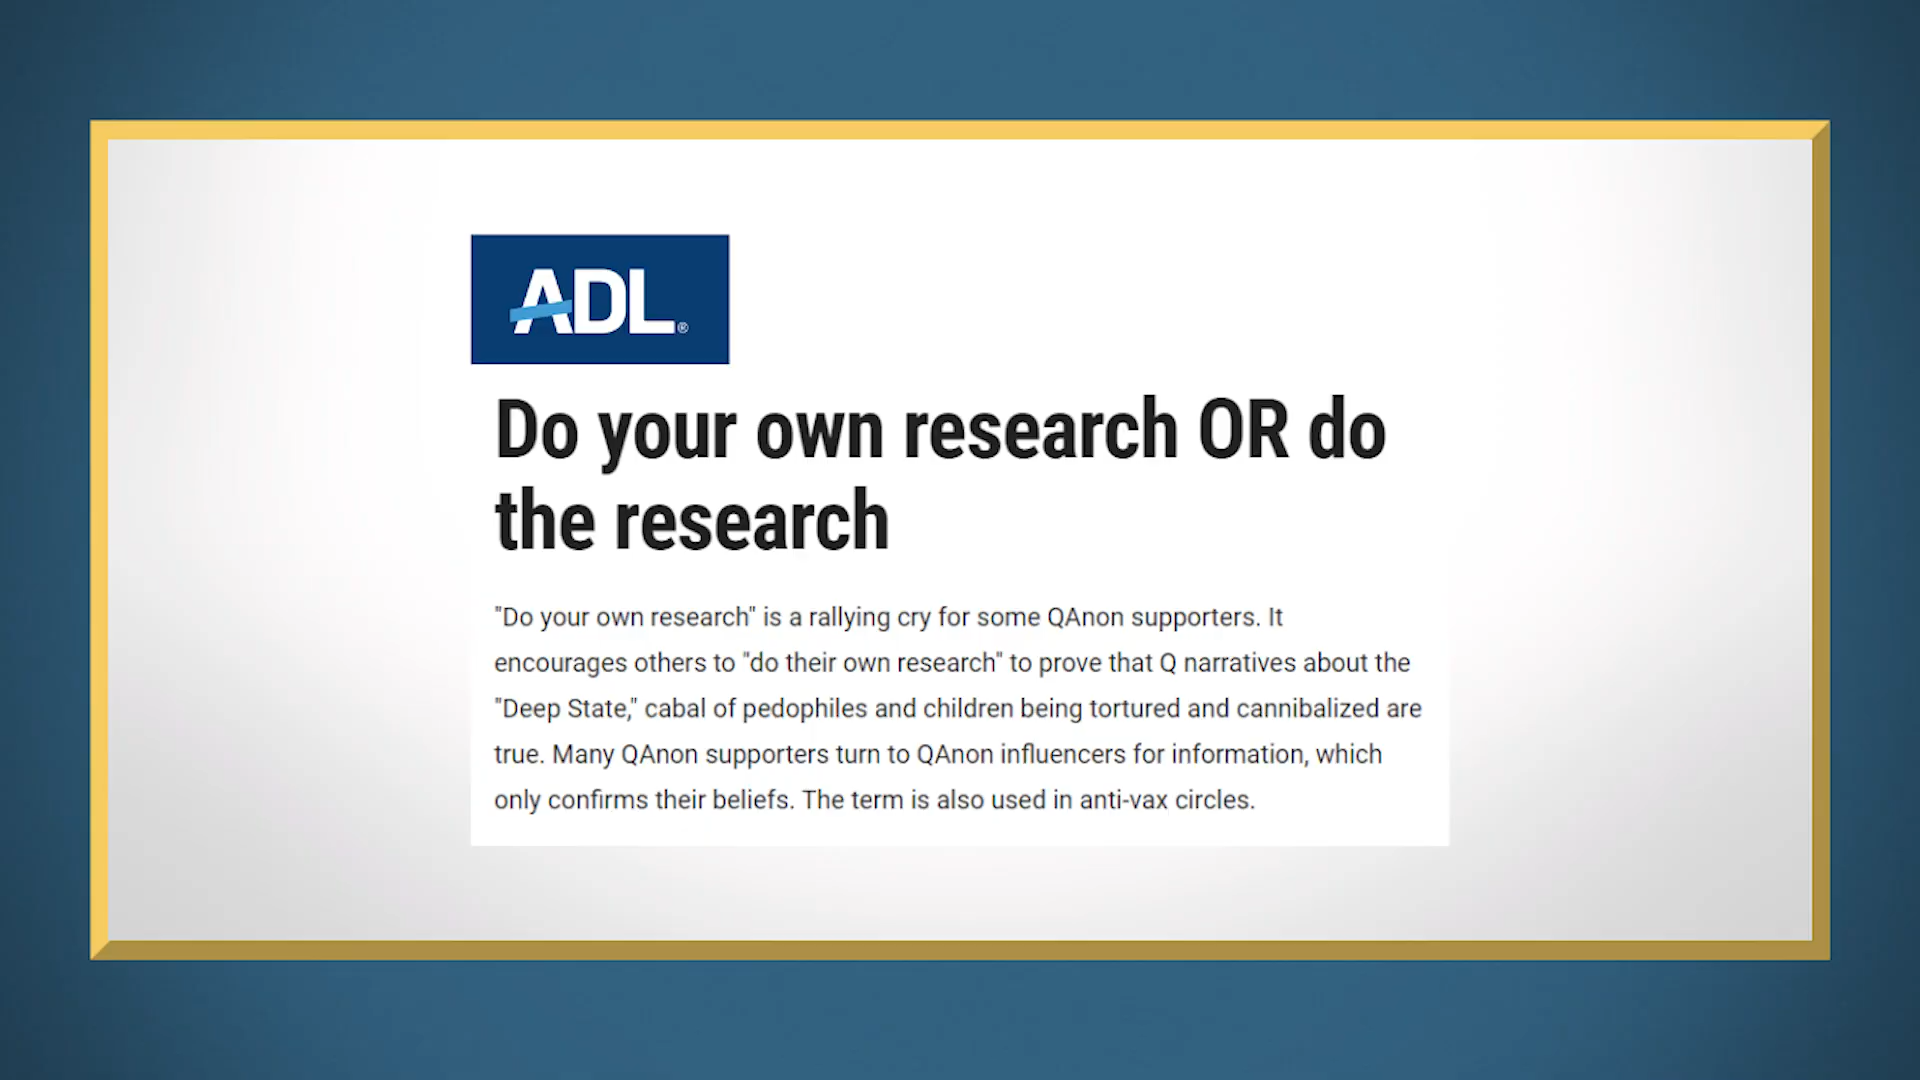 ADL®
Do your own research OR do
the research
"Do your own research" is a rallying cry for some QAnon supporters. It
encourages others to "do their own research" to prove that Q narratives about the
"Deep State," cabal of pedophiles and children being tortured and cannibalized are
true. Many QAnon supporters turn to QAnon influencers for information, which
only confirms their beliefs. The term is also used in anti-vax circles.